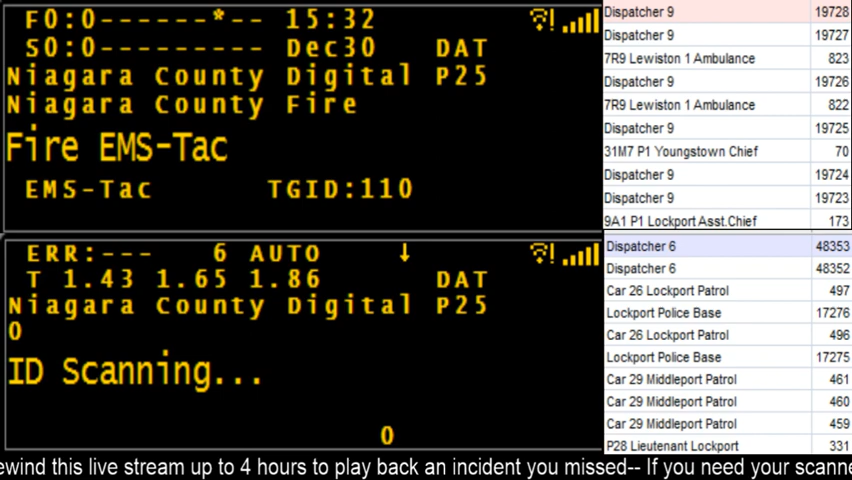 F0:0------*-- 15:32
S0:0--------- Dec30 DAT
Niagara County Digital P25
Niagara County Fire
Fire EMS-Tac
EMS-Tac TGID:110
Dispatcher 9 19728
Dispatcher 9 19727
7R9 Lewiston 1 Ambulance 823
Dispatcher 9 19726
7R9 Lewiston 1 Ambulance 822
Dispatcher 9 19725
31M7 P1 Youngstown Chief 70
Dispatcher 9 19724
Dispatcher 9 19723
9A1 P1 Lockport Asst.Chief 173
ERR:--- 6 AUTO ↓
T 1.43 1.65 1.86 DAT
Niagara County Digital P25
0
ID Scanning...
0
Dispatcher 6 48353
Dispatcher 6 48352
Car 26 Lockport Patrol 497
Lockport Police Base 17276
Car 26 Lockport Patrol 496
Lockport Police Base 17275
Car 29 Middleport Patrol 461
Car 29 Middleport Patrol 460
Car 29 Middleport Patrol 459
P28 Lieutenant Lockport 331
ewind this live stream up to 4 hours to play back an incident you missed-- If you need your scanne